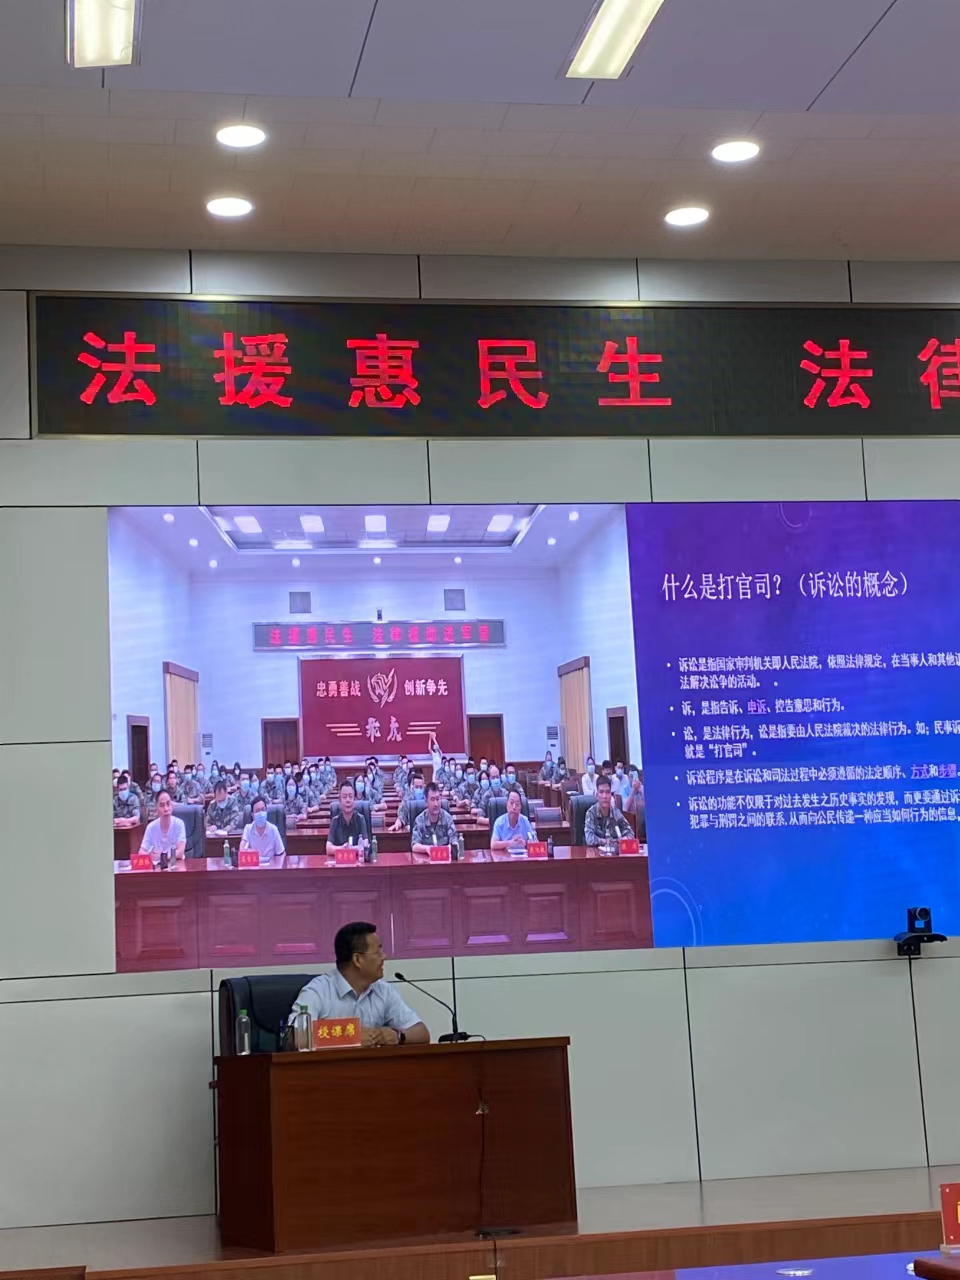 法援惠民生 法律
法援惠民生 法律援助进军营
忠勇善战 创新争先
什么是打官司？（诉讼的概念）
• 诉讼是指国家审判机关即人民法院，依照法律规定，在当事人和其他诉
法解决讼争的活动。 。
• 诉，是指告诉、申诉、控告意思和行为。
• 讼，是法律行为，讼是指要由人民法院裁决的法律行为。如；民事诉
就是“打官司”。
• 诉讼程序是在诉讼和司法过程中必须遵循的法定顺序、方式和步骤。
• 诉讼的功能不仅限于对过去发生之历史事实的发现，而更要通过诉
犯罪与刑罚之间的联系,从而向公民传递一种应当如何行为的信息，
授课席